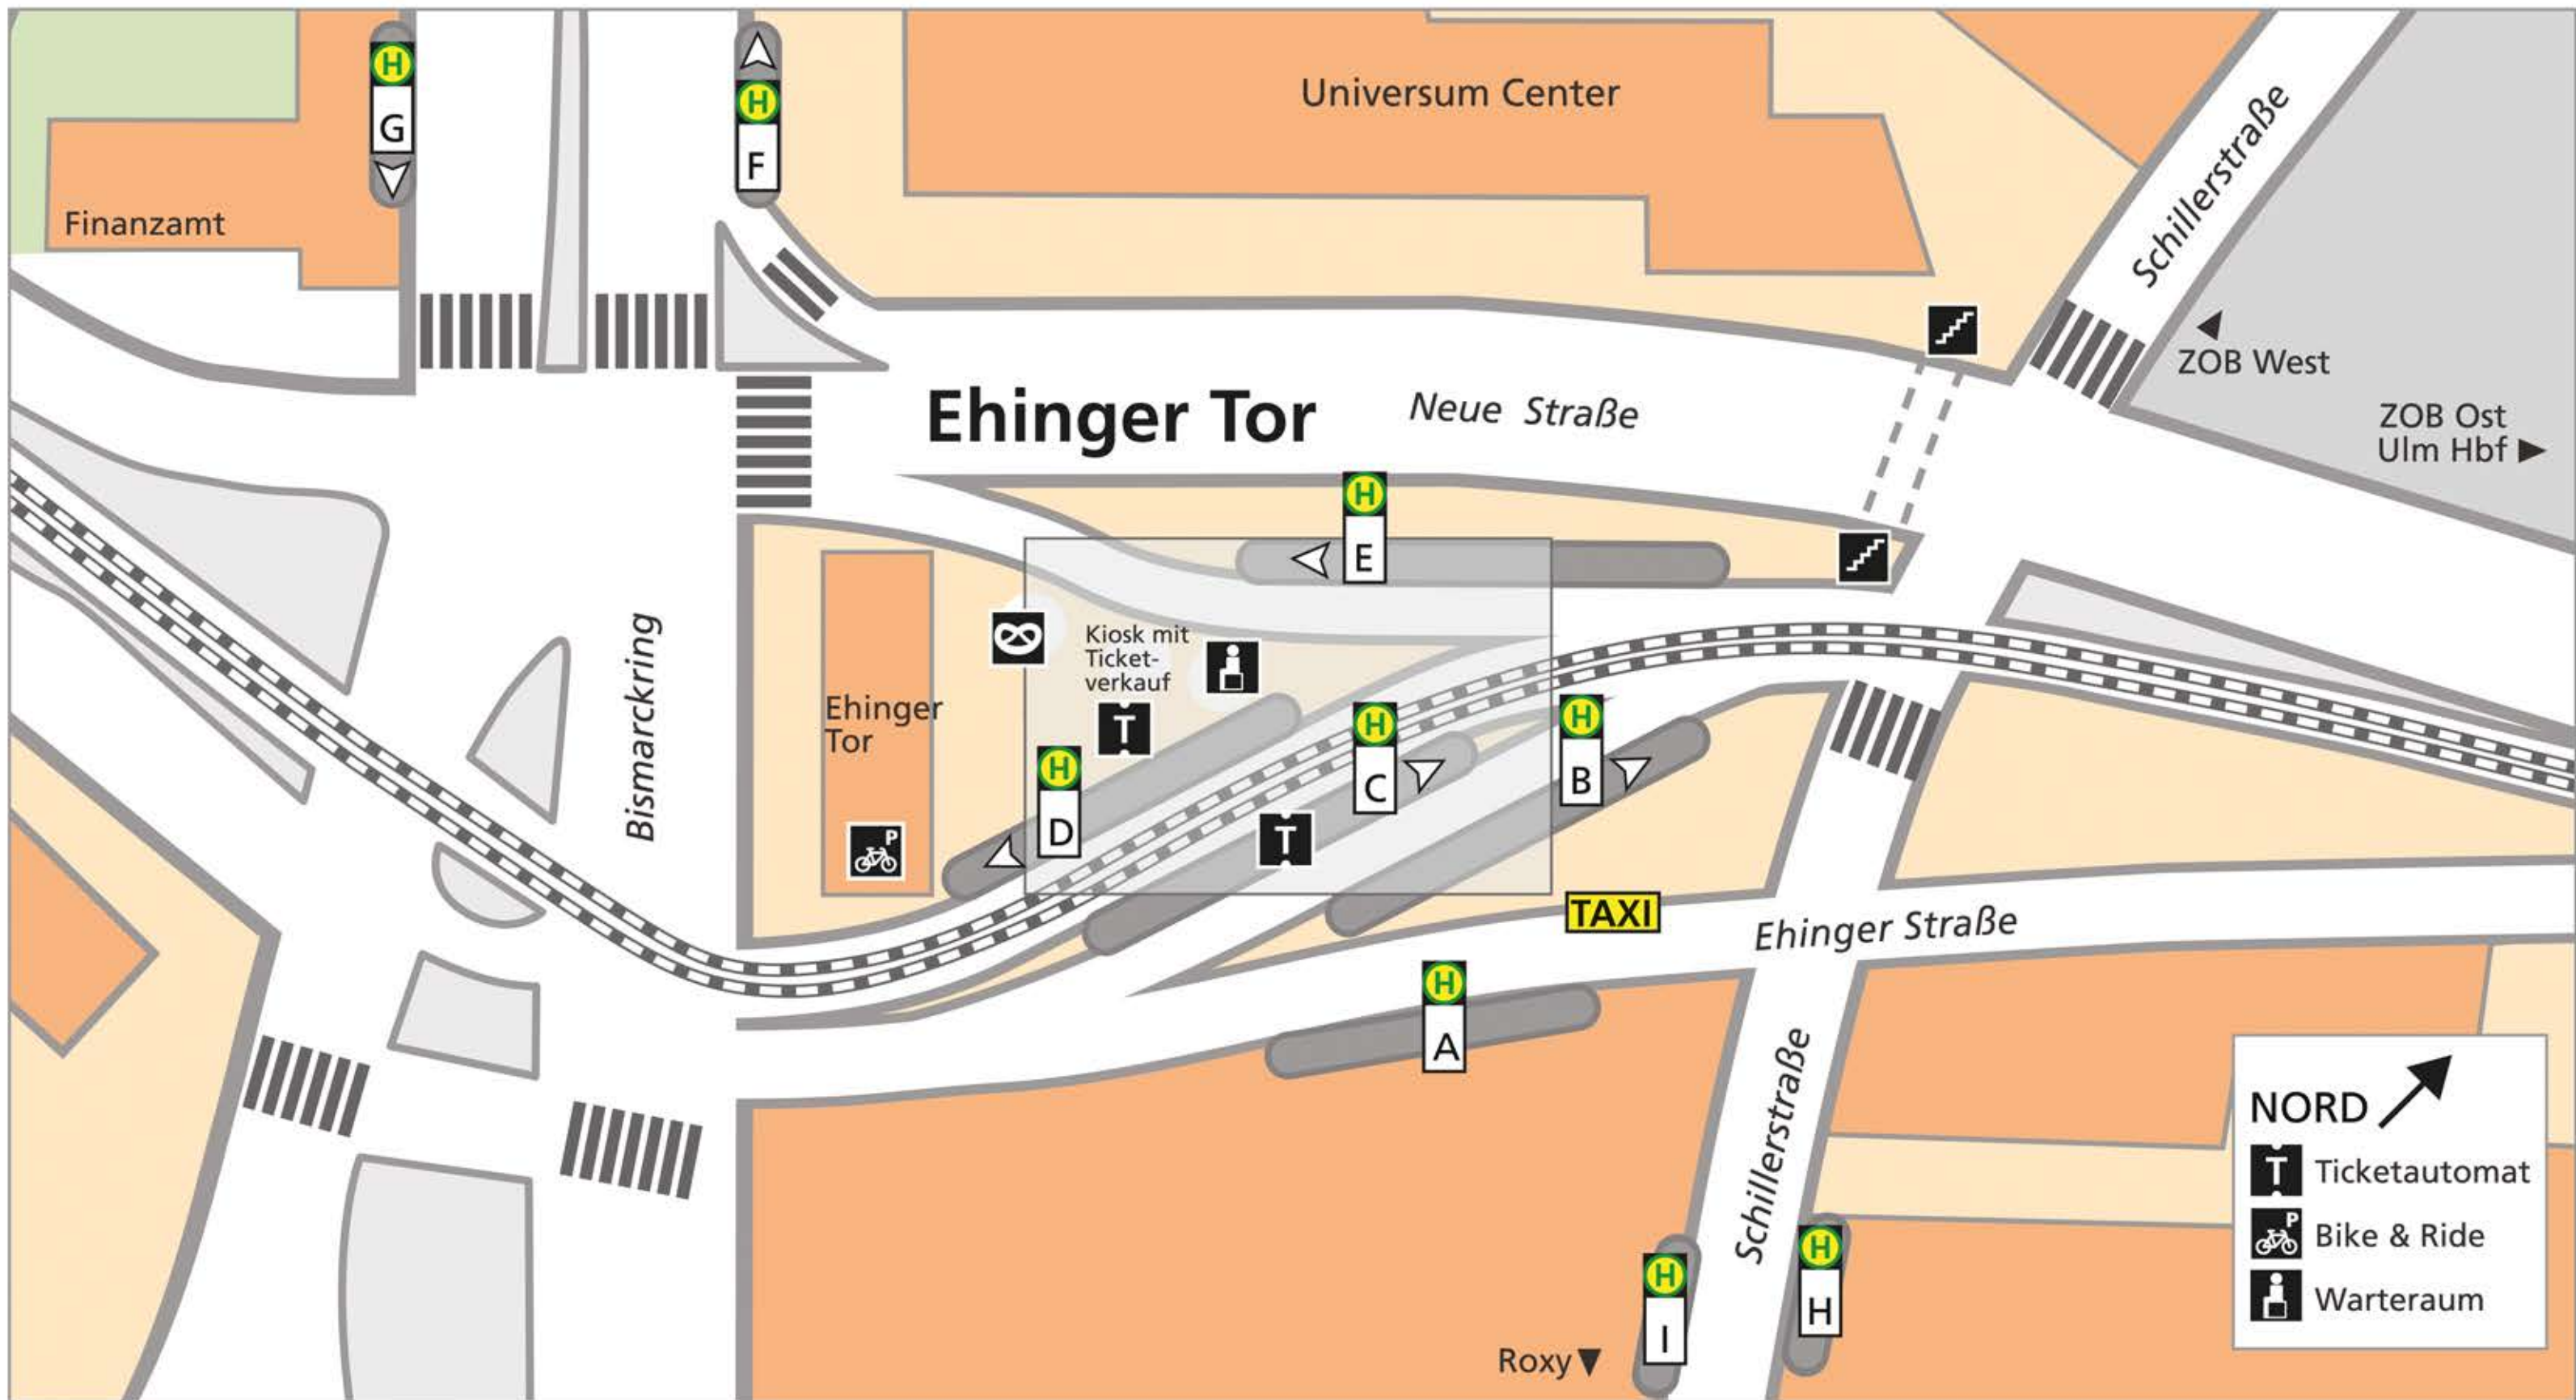 H
G
H
F
Universum Center
Finanzamt
Schillerstraße
ZOB West
ZOB Ost
Ulm Hbf
Ehinger Tor
Neue Straße
H
E
Kiosk mit
Ticket-
verkauf
T
Bismarckring
Ehinger
Tor
P
H
D
H
C
H
B
T
TAXI
Ehinger Straße
H
A
Schillerstraße
H
I
H
H
Roxy
NORD
T
Ticketautomat
P
Bike & Ride
Warteraum